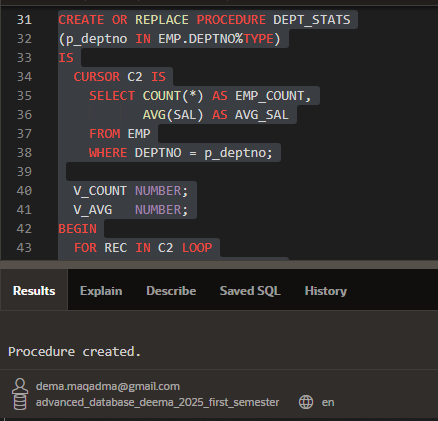 31 CREATE OR REPLACE PROCEDURE DEPT_STATS
32 (p_deptno IN EMP.DEPTNO%TYPE)
33 IS
34 CURSOR C2 IS
35 SELECT COUNT(*) AS EMP_COUNT,
36 AVG(SAL) AS AVG_SAL
37 FROM EMP
38 WHERE DEPTNO = p_deptno;
39
40 V_COUNT NUMBER;
41 V_AVG NUMBER;
42 BEGIN
43 FOR REC IN C2 LOOP
Results Explain Describe Saved SQL History
Procedure created.
dema.maqadma@gmail.com
advanced_database_deema_2025_first_semester en